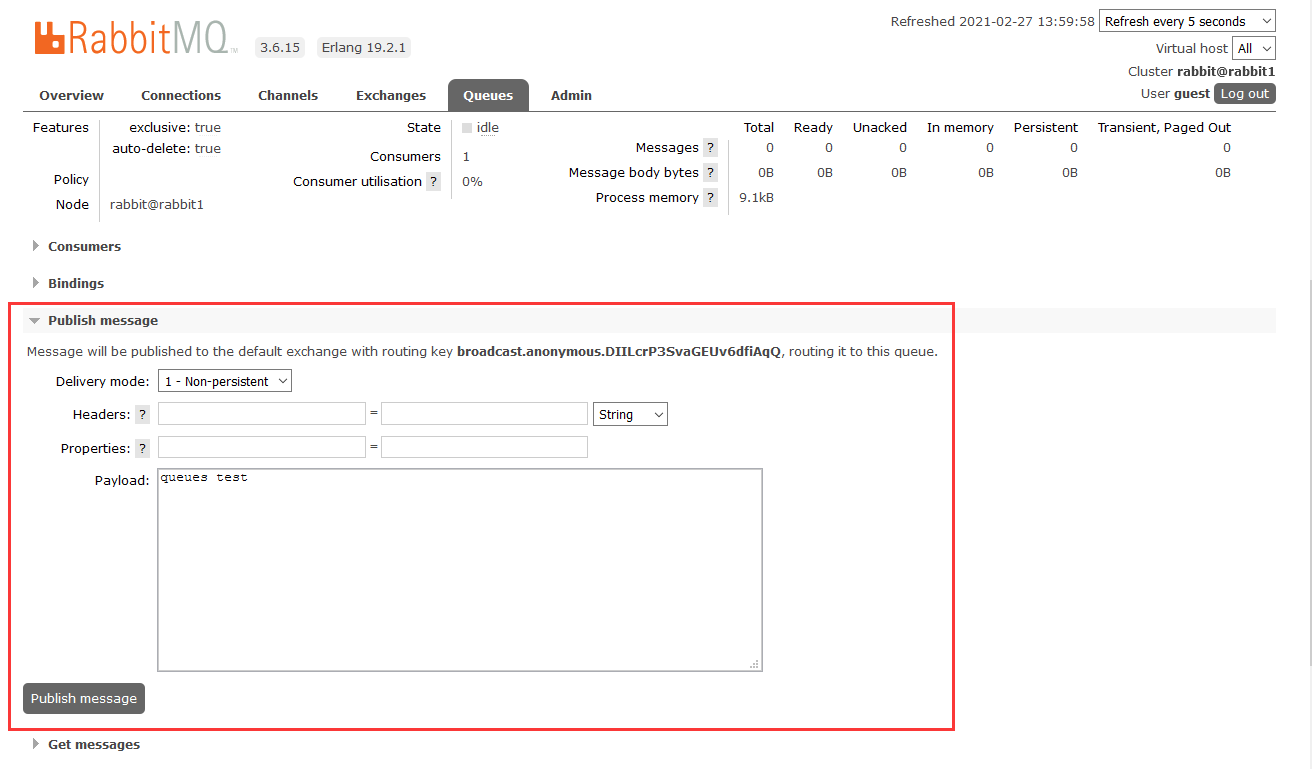 Refreshed 2021-02-27 13:59:58 Refresh every 5 seconds
RabbitMQ TM 3.6.15 Erlang 19.2.1
Virtual host All
Cluster rabbit@rabbit1
User guest Log out
Overview Connections Channels Exchanges Queues Admin
Features exclusive: true State idle Total Ready Unacked In memory Persistent Transient, Paged Out
auto-delete: true Messages ? 0 0 0 0 0 0
Consumers 1
Policy Consumer utilisation ? 0% Message body bytes ? 0B 0B 0B 0B 0B 0B
Node rabbit@rabbit1 Process memory ? 9.1kB
Consumers
Bindings
Publish message
Message will be published to the default exchange with routing key broadcast.anonymous.DIILcrP3SvaGEUv6dfiAqQ, routing it to this queue.
Delivery mode: 1 - Non-persistent
Headers: ? = String
Properties: ? =
Payload: queues test
Publish message
Get messages